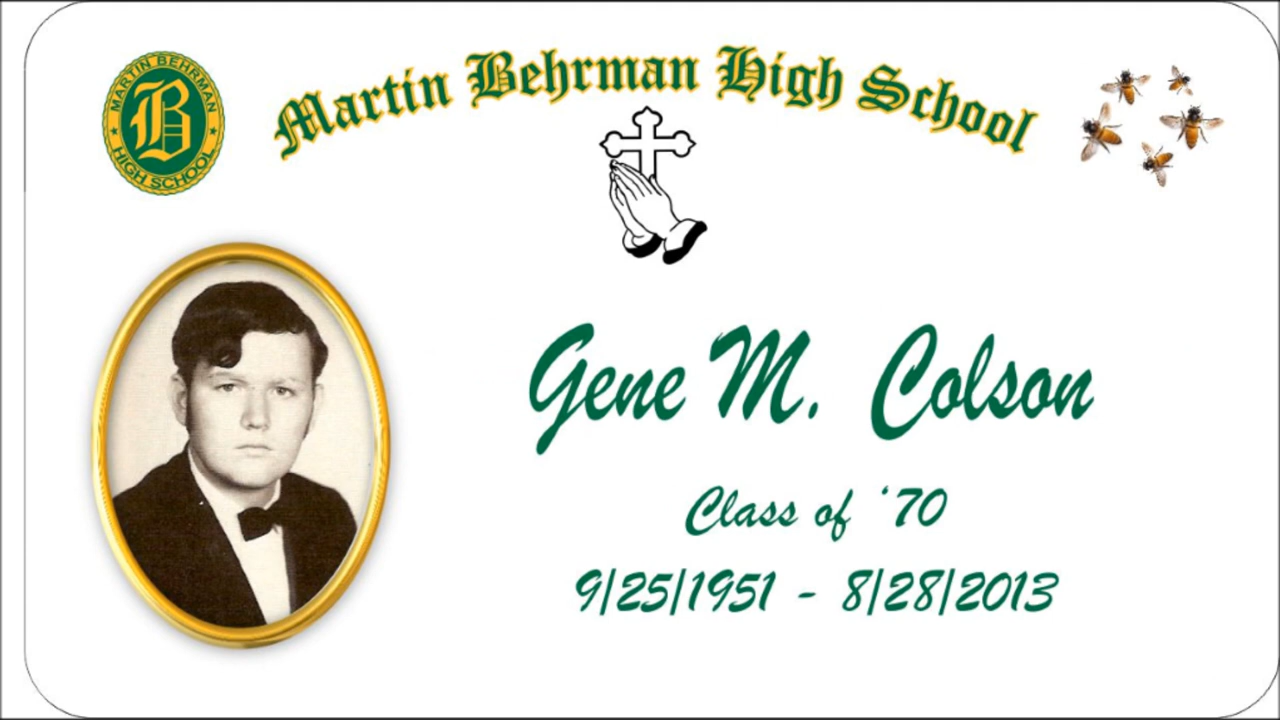 Martin Behrman High School
MARTIN BEHRMAN
B
HIGH SCHOOL
Gene M. Colson
Class of ‘70
9/25/1951 - 8/28/2013